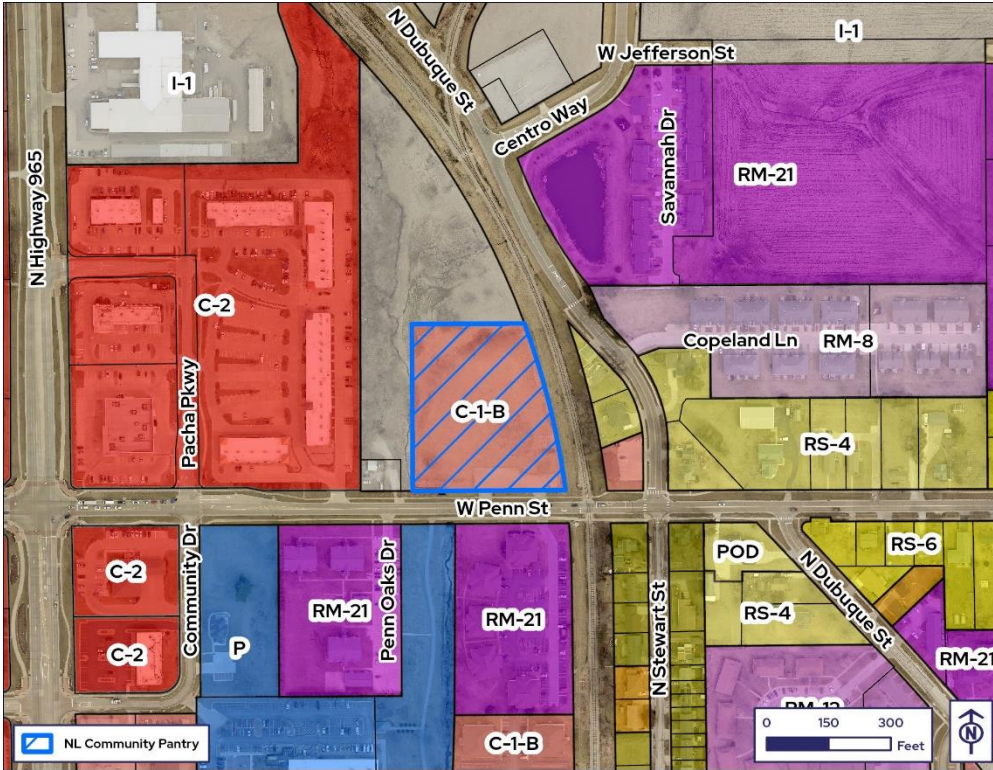 I-1
N Dubuque St
W Jefferson St
I-1
Centro Way
Savannah Dr
RM-21
N Highway 965
C-2
Pacha Pkwy
Copeland Ln
RM-8
C-1-B
RS-4
W Penn St
C-2
Community Dr
P
RM-21
Penn Oaks Dr
RM-21
N Stewart St
POD
RS-4
N Dubuque St
RS-6
C-2
RM-21
RM-12
C-1-B
NL Community Pantry
0 150 300
Feet
N